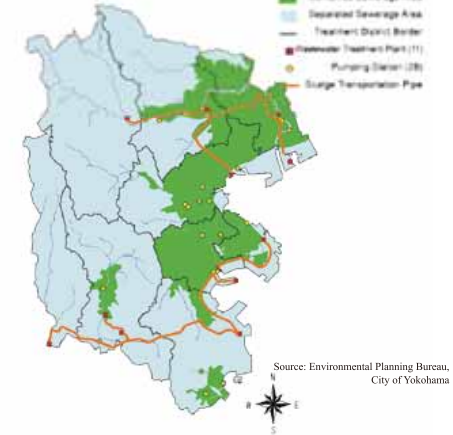 Separated Sewerage Area
Treatment District Border
Wastewater Treatment Plant (11)
Pumping Station (28)
Sludge Transportation Pipe
Source: Environmental Planning Bureau,
City of Yokohama
N
E
S